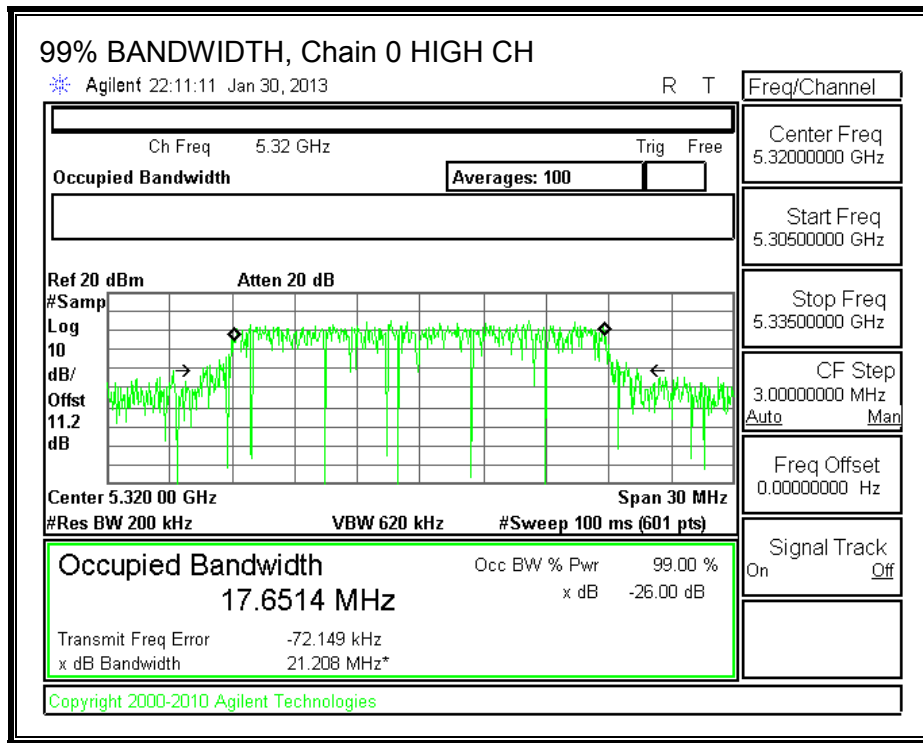 99% BANDWIDTH, Chain 0 HIGH CH
Agilent 22:11:11 Jan 30, 2013 R T
Freq/Channel
Ch Freq 5.32 GHz Trig Free
Occupied Bandwidth Averages: 100
Center Freq
5.32000000 GHz
Start Freq
5.30500000 GHz
Stop Freq
5.33500000 GHz
CF Step
3.00000000 MHz
Auto Man
Freq Offset
0.00000000 Hz
Signal Track
On Off
Ref 20 dBm Atten 20 dB
#Samp
Log
10
dB/
Offst
11.2
dB
Center 5.320 00 GHz Span 30 MHz
#Res BW 200 kHz VBW 620 kHz #Sweep 100 ms (601 pts)
Occupied Bandwidth Occ BW % Pwr 99.00 %
17.6514 MHz x dB -26.00 dB
Transmit Freq Error -72.149 kHz
x dB Bandwidth 21.208 MHz*
Copyright 2000-2010 Agilent Technologies